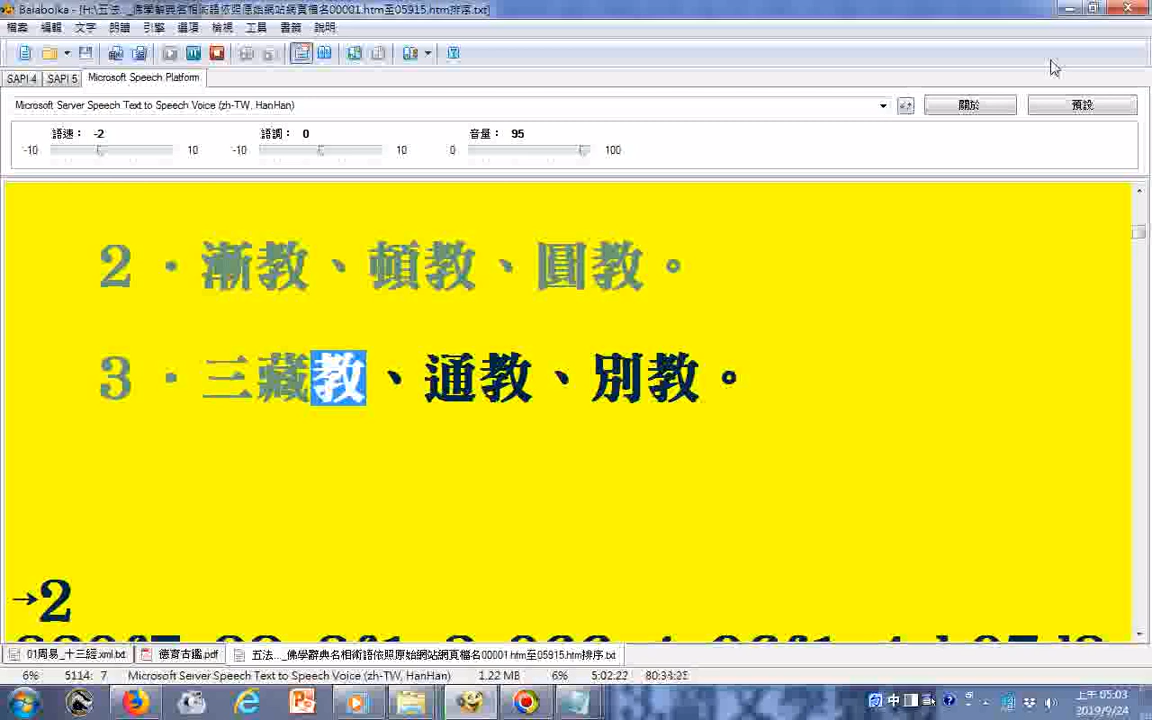 Balabolka - [H:\五法..._佛學辭典名相術語依照原始網站網頁檔名00001.htm至05915.htm排序.txt]
檔案 編輯 文字 朗讀 引擎 選項 檢視 工具 書籤 說明
SAPI 4 SAPI 5 Microsoft Speech Platform
Microsoft Server Speech Text to Speech Voice (zh-TW, HanHan) 關於 預設
語速： -2 語調： 0 音量： 95
-10 10 -10 10 0 100
2．漸教、頓教、圓教。
3．三藏教、通教、別教。
→2
01周易_十三經.xml.txt 德育古鑑.pdf 五法..._佛學辭典名相術語依照原始網站網頁檔名00001.htm至05915.htm排序.txt
6% 5114: 7 Microsoft Server Speech Text to Speech Voice (zh-TW, HanHan) 1.22 MB 6% 5:02:22 80:38:25
中 上午 05:03
2019/9/24